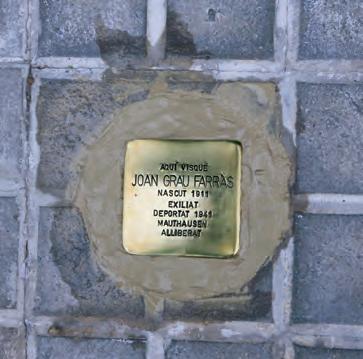 AQUÍ VISQUÉ
JOAN GRAU FARRÀS
NASCUT 1911
EXILIAT
DEPORTAT 1941
MAUTHAUSEN
ALLIBERAT